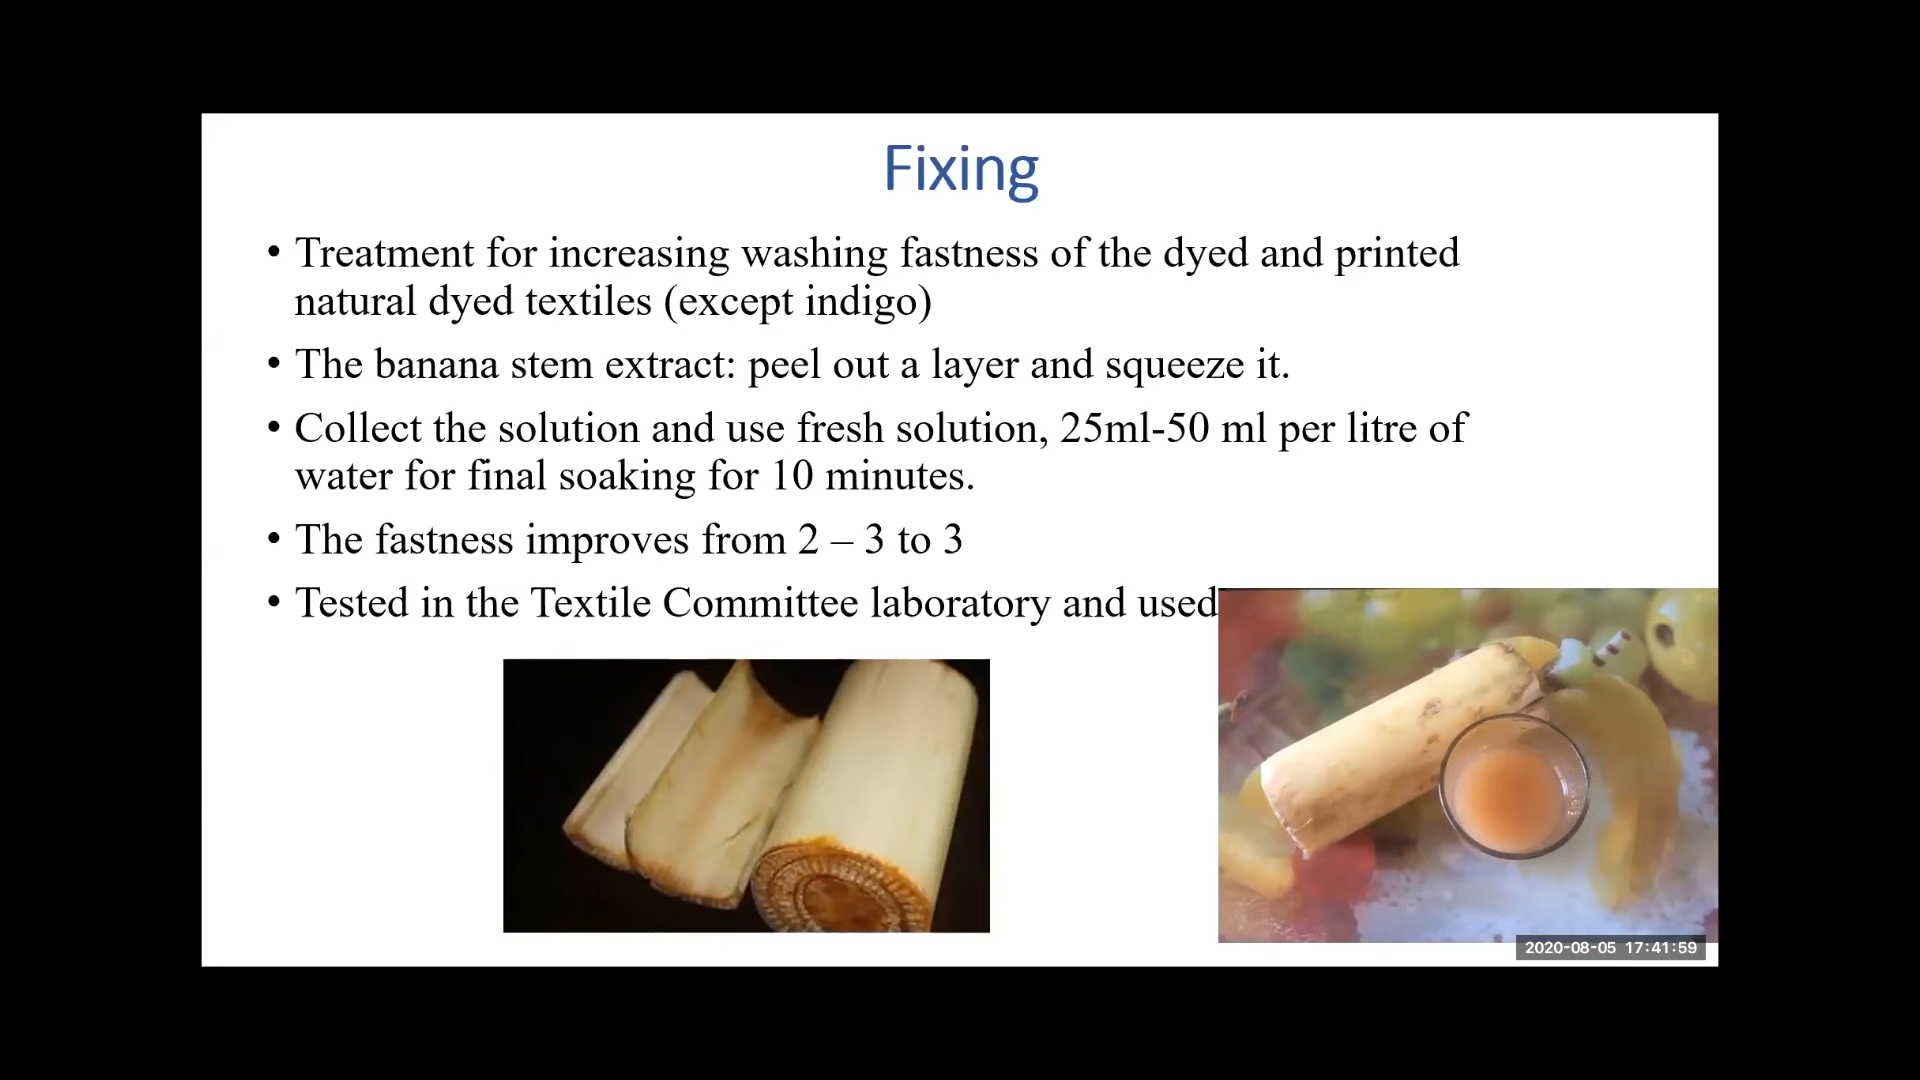 Fixing
• Treatment for increasing washing fastness of the dyed and printed
natural dyed textiles (except indigo)
• The banana stem extract: peel out a layer and squeeze it.
• Collect the solution and use fresh solution, 25ml-50 ml per litre of
water for final soaking for 10 minutes.
• The fastness improves from 2 – 3 to 3
• Tested in the Textile Committee laboratory and used
2020-08-05 17:41:59